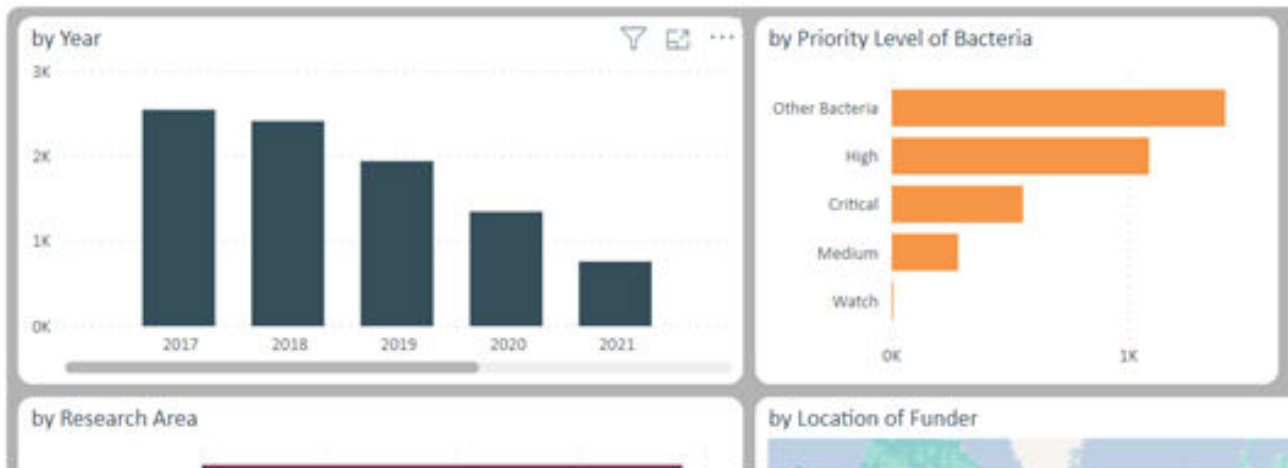 by Year
3K
2K
1K
0K
2017 2018 2019 2020 2021
by Priority Level of Bacteria
Other Bacteria
High
Critical
Medium
Watch
0K 1K
by Research Area
by Location of Funder